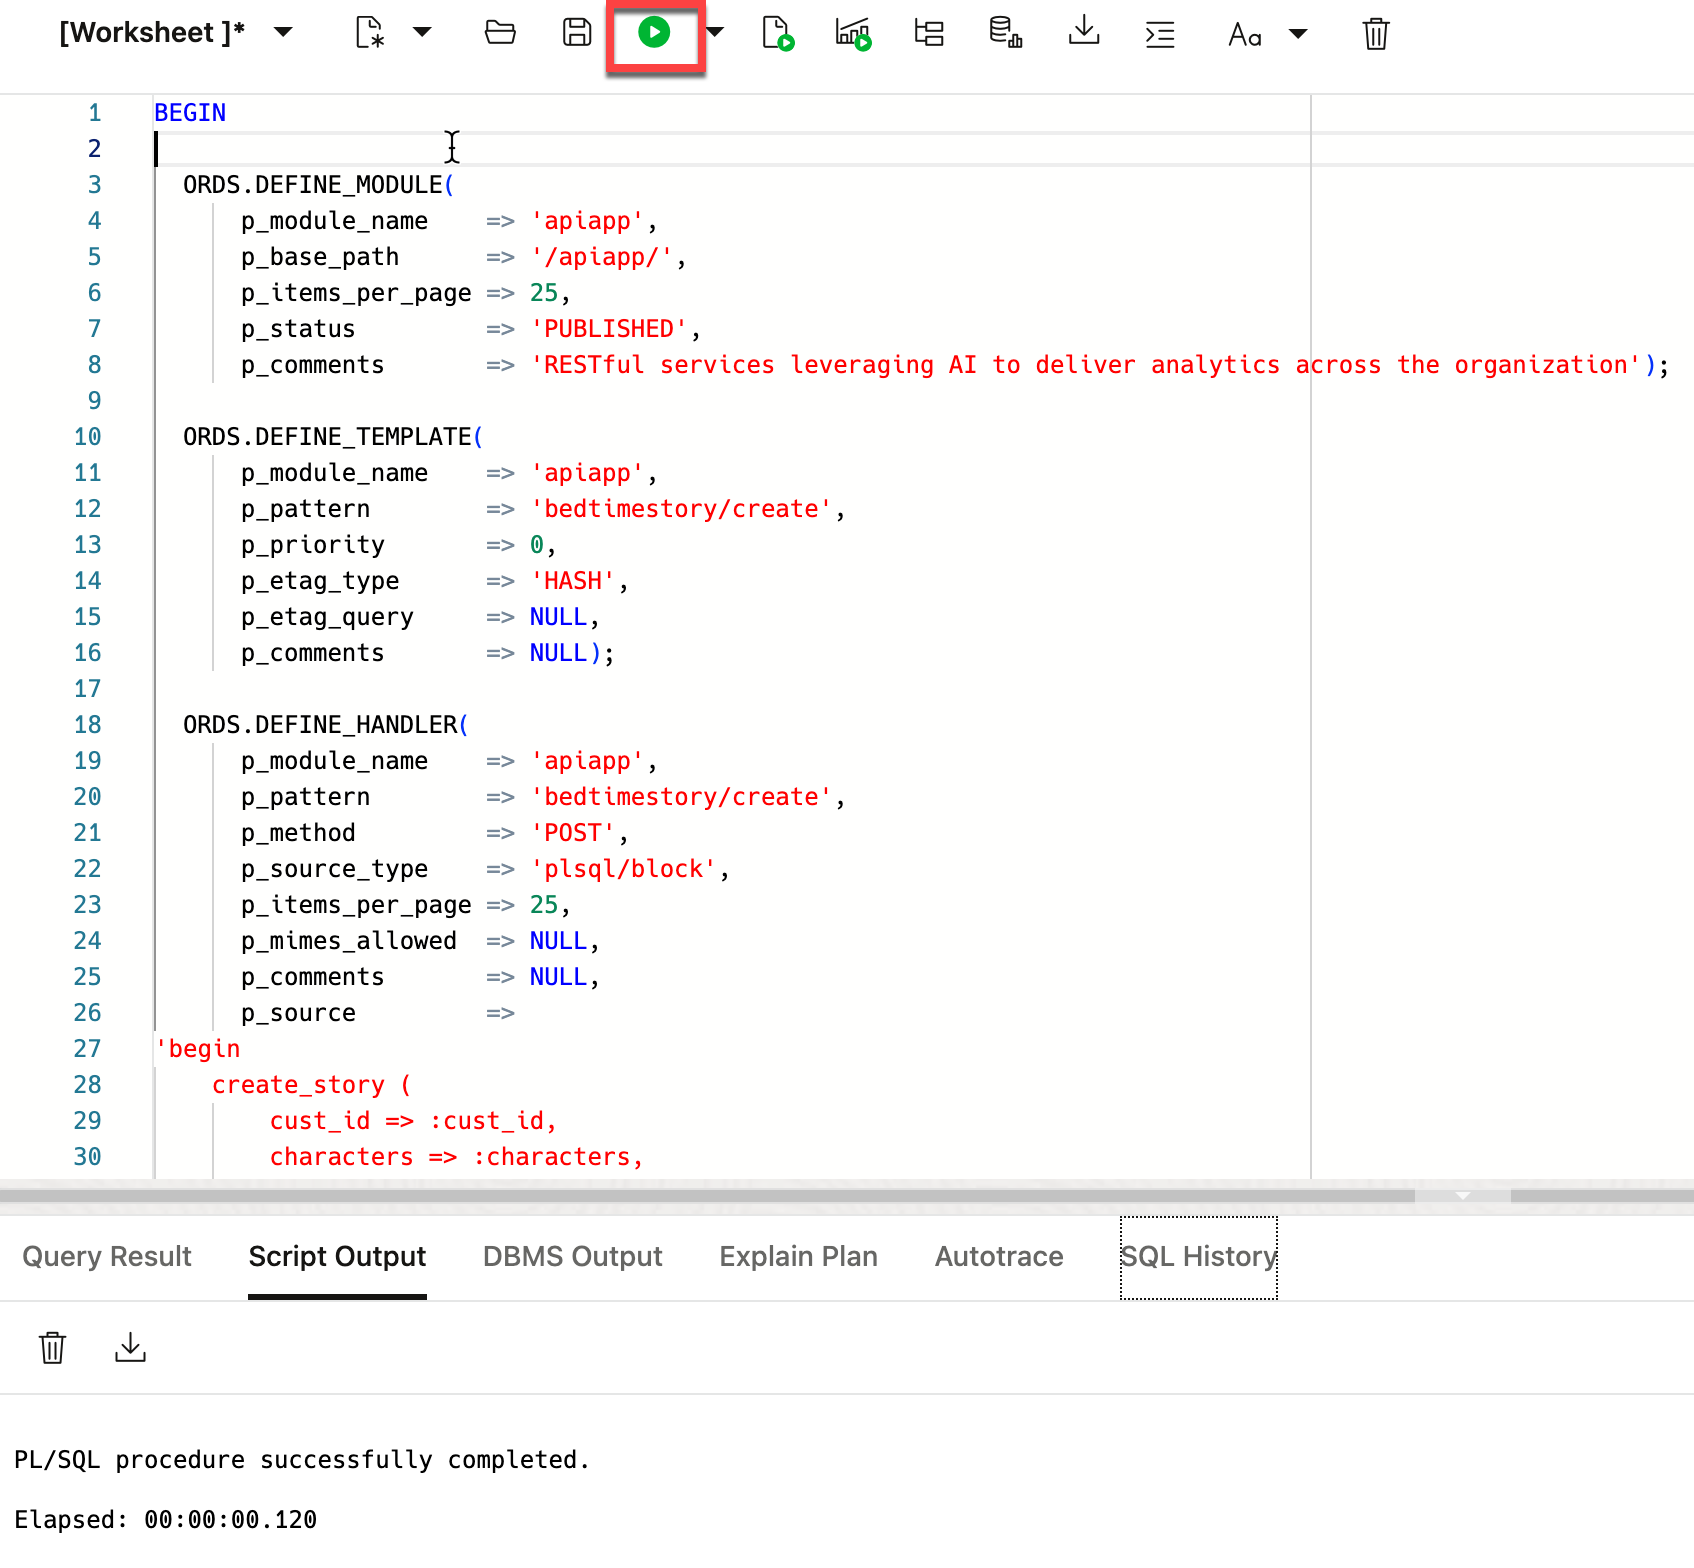 [Worksheet ]*
Aa
1 BEGIN
2
3   ORDS.DEFINE_MODULE(
4       p_module_name    => 'apiapp',
5       p_base_path      => '/apiapp/',
6       p_items_per_page => 25,
7       p_status         => 'PUBLISHED',
8       p_comments       => 'RESTful services leveraging AI to deliver analytics across the organization');
9
10   ORDS.DEFINE_TEMPLATE(
11       p_module_name    => 'apiapp',
12       p_pattern        => 'bedtimestory/create',
13       p_priority       => 0,
14       p_etag_type      => 'HASH',
15       p_etag_query     => NULL,
16       p_comments       => NULL);
17
18   ORDS.DEFINE_HANDLER(
19       p_module_name    => 'apiapp',
20       p_pattern        => 'bedtimestory/create',
21       p_method         => 'POST',
22       p_source_type    => 'plsql/block',
23       p_items_per_page => 25,
24       p_mimes_allowed  => NULL,
25       p_comments       => NULL,
26       p_source         =>
27 'begin
28     create_story (
29         cust_id => :cust_id,
30         characters => :characters,
Query Result Script Output DBMS Output Explain Plan Autotrace SQL History
PL/SQL procedure successfully completed.
Elapsed: 00:00:00.120